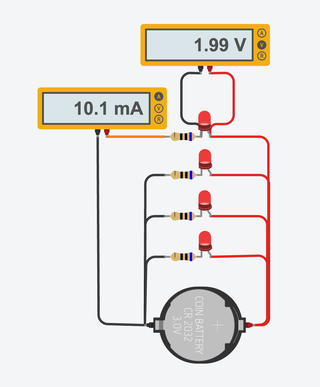 1.99 V
A
V
R
10.1 mA
A
V
R
COIN BATTERY
CR 2032
3.0V